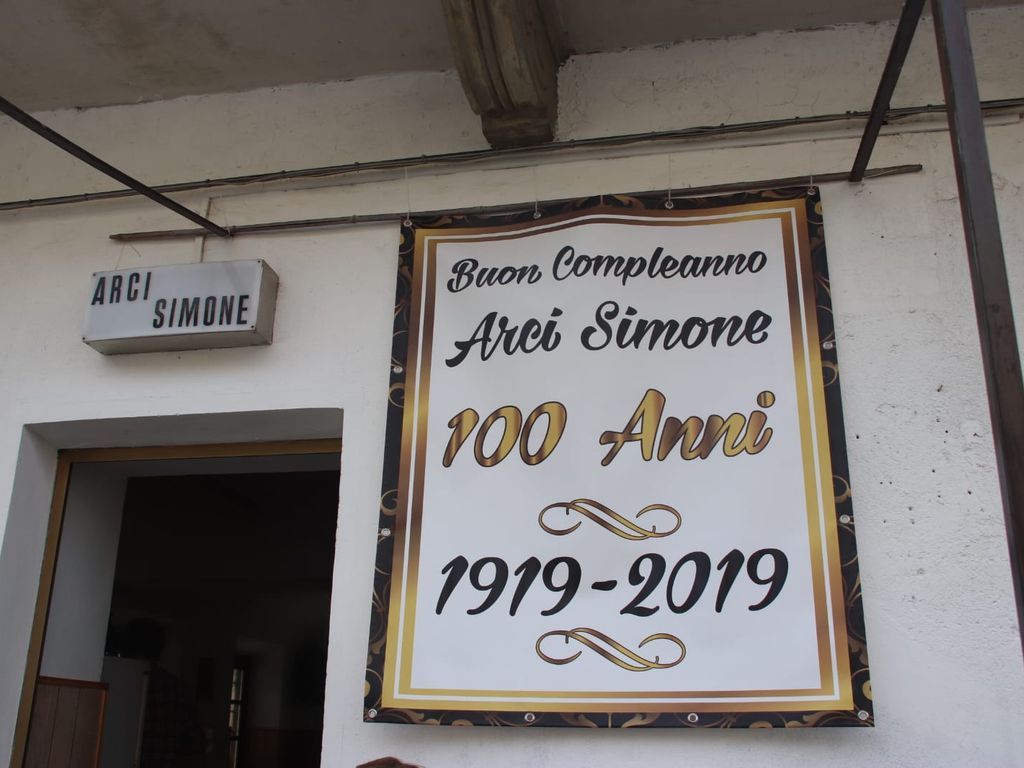 ARCI
SIMONE
Buon Compleanno
Arci Simone
100 Anni
1919-2019